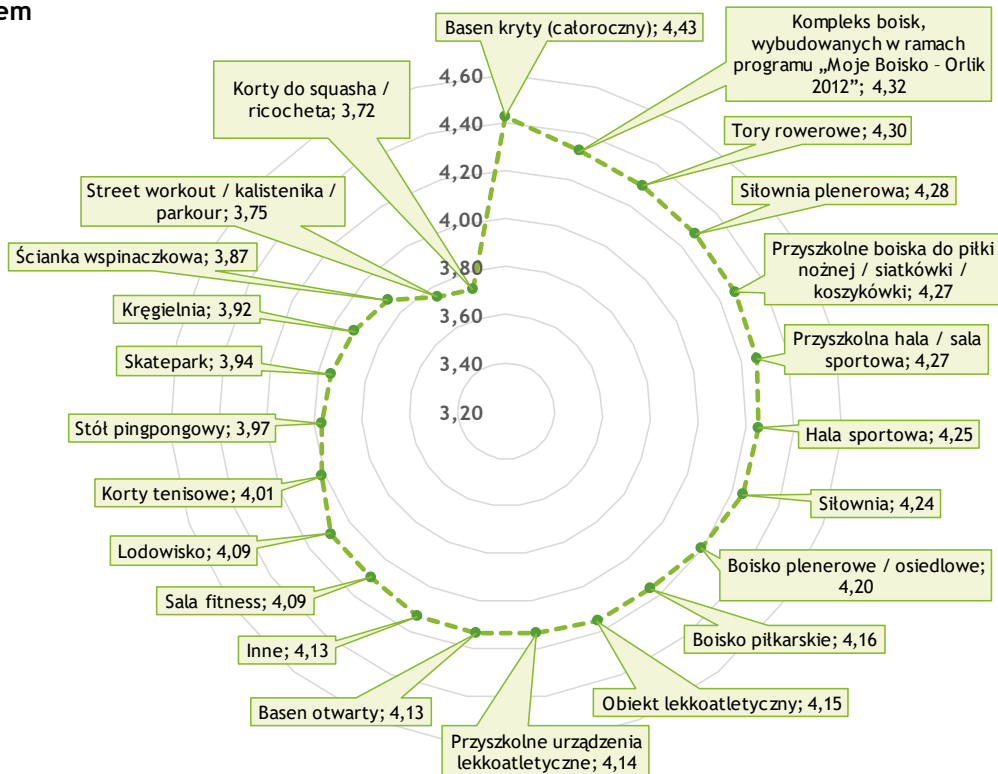 em
Basen kryty (całoroczny); 4,43
Kompleks boisk,
wybudowanych w ramach
programu „Moje Boisko - Orlik
2012”; 4,32
Tory rowerowe; 4,30
Siłownia plenerowa; 4,28
Przyszkolne boiska do piłki
nożnej / siatkówki /
koszykówki; 4,27
Przyszkolna hala / sala
sportowa; 4,27
Hala sportowa; 4,25
Siłownia; 4,24
Boisko plenerowe / osiedlowe;
4,20
Boisko piłkarskie; 4,16
Obiekt lekkoatletyczny; 4,15
Przyszkolne urządzenia
lekkoatletyczne; 4,14
Basen otwarty; 4,13
Inne; 4,13
Sala fitness; 4,09
Lodowisko; 4,09
Korty tenisowe; 4,01
Stół pingpongowy; 3,97
Skatepark; 3,94
Kręgielnia; 3,92
Ścianka wspinaczkowa; 3,87
Street workout / kalistenika /
parkour; 3,75
Korty do squasha /
ricocheta; 3,72
4,60
4,40
4,20
4,00
3,80
3,60
3,40
3,20